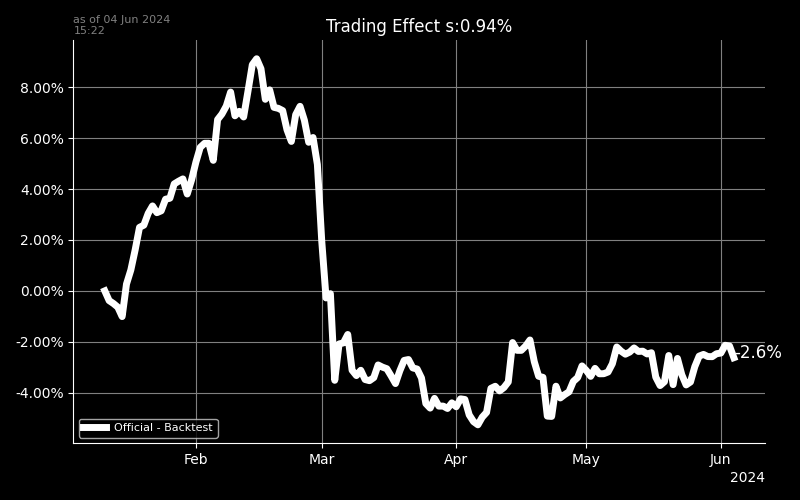 as of 04 Jun 2024
15:22
Trading Effect s:0.94%
8.00%
6.00%
4.00%
2.00%
0.00%
-2.00%
-4.00%
-2.6%
Official - Backtest
Feb Mar Apr May Jun
2024